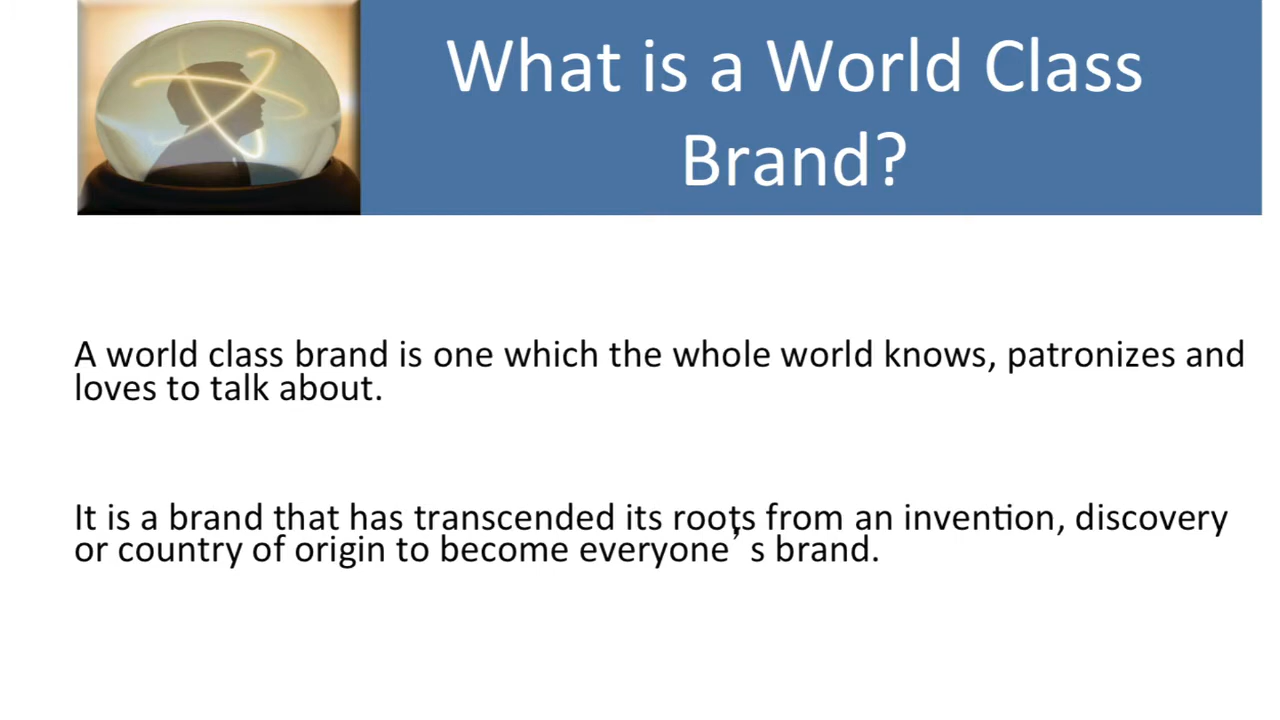 What is a World Class
Brand?
A world class brand is one which the whole world knows, patronizes and
loves to talk about.
It is a brand that has transcended its roots from an invention, discovery
or country of origin to become everyone’s brand.